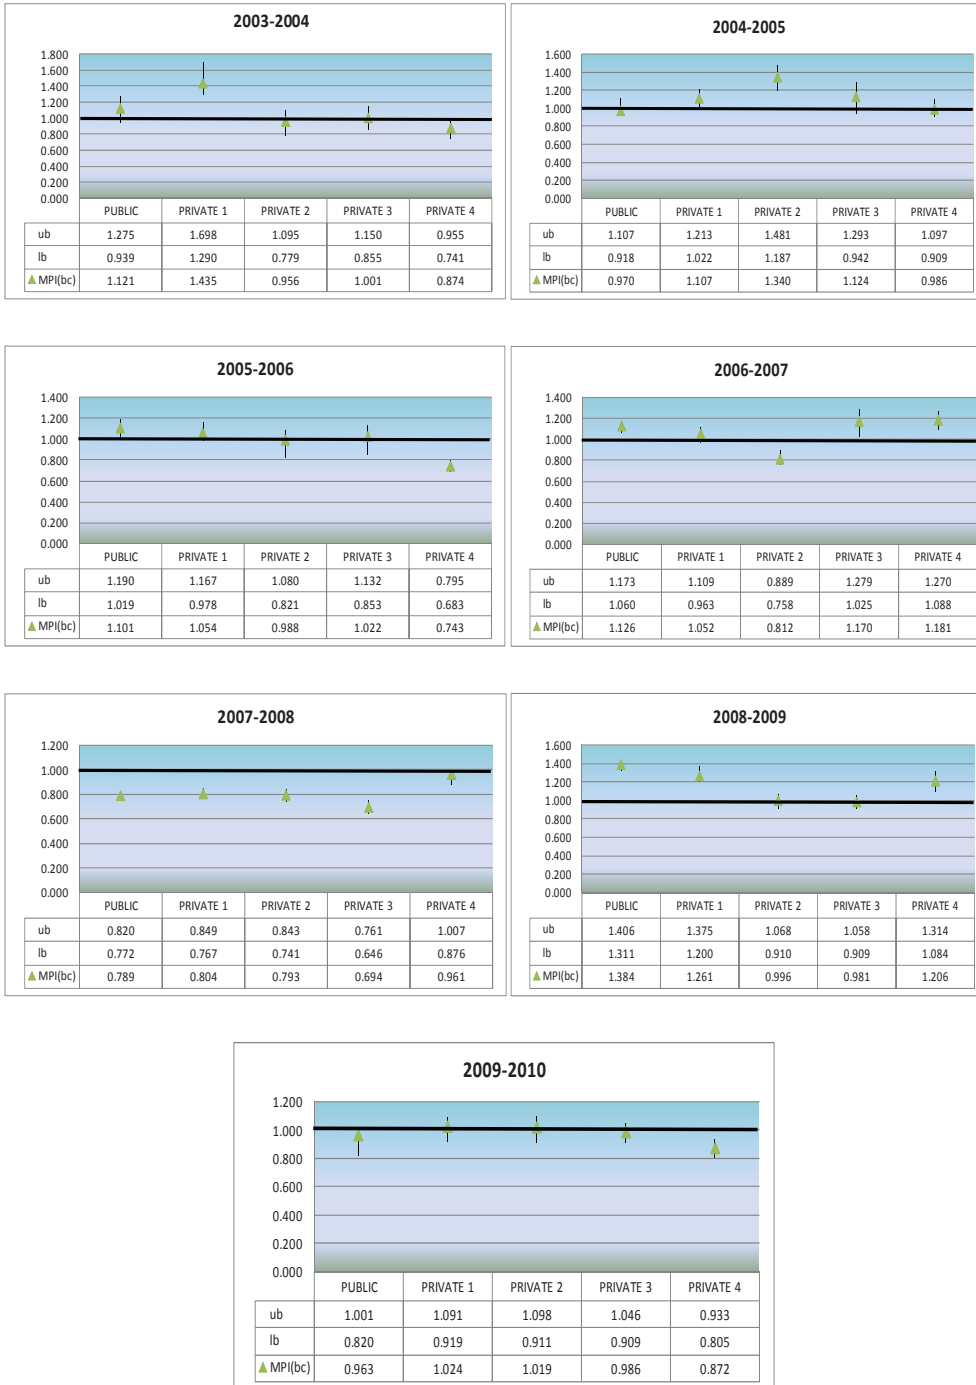 2003-2004
1.800
1.600
1.400
1.200
1.000
0.800
0.600
0.400
0.200
0.000
PUBLIC PRIVATE 1 PRIVATE 2 PRIVATE 3 PRIVATE 4
ub 1.275 1.698 1.095 1.150 0.955
lb 0.939 1.290 0.779 0.855 0.741
MPI(bc) 1.121 1.435 0.956 1.001 0.874
2004-2005
1.600
1.400
1.200
1.000
0.800
0.600
0.400
0.200
0.000
PUBLIC PRIVATE 1 PRIVATE 2 PRIVATE 3 PRIVATE 4
ub 1.107 1.213 1.481 1.293 1.097
lb 0.918 1.022 1.187 0.942 0.909
MPI(bc) 0.970 1.107 1.340 1.124 0.986
2005-2006
1.400
1.200
1.000
0.800
0.600
0.400
0.200
0.000
PUBLIC PRIVATE 1 PRIVATE 2 PRIVATE 3 PRIVATE 4
ub 1.190 1.167 1.080 1.132 0.795
lb 1.019 0.978 0.821 0.853 0.683
MPI(bc) 1.101 1.054 0.988 1.022 0.743
2006-2007
1.400
1.200
1.000
0.800
0.600
0.400
0.200
0.000
PUBLIC PRIVATE 1 PRIVATE 2 PRIVATE 3 PRIVATE 4
ub 1.173 1.109 0.889 1.279 1.270
lb 1.060 0.963 0.758 1.025 1.088
MPI(bc) 1.126 1.052 0.812 1.170 1.181
2007-2008
1.200
1.000
0.800
0.600
0.400
0.200
0.000
PUBLIC PRIVATE 1 PRIVATE 2 PRIVATE 3 PRIVATE 4
ub 0.820 0.849 0.843 0.761 1.007
lb 0.772 0.767 0.741 0.646 0.876
MPI(bc) 0.789 0.804 0.793 0.694 0.961
2008-2009
1.600
1.400
1.200
1.000
0.800
0.600
0.400
0.200
0.000
PUBLIC PRIVATE 1 PRIVATE 2 PRIVATE 3 PRIVATE 4
ub 1.406 1.375 1.068 1.058 1.314
lb 1.311 1.200 0.910 0.909 1.084
MPI(bc) 1.384 1.261 0.996 0.981 1.206
2009-2010
1.200
1.000
0.800
0.600
0.400
0.200
0.000
PUBLIC PRIVATE 1 PRIVATE 2 PRIVATE 3 PRIVATE 4
ub 1.001 1.091 1.098 1.046 0.933
lb 0.820 0.919 0.911 0.909 0.805
MPI(bc) 0.963 1.024 1.019 0.986 0.872